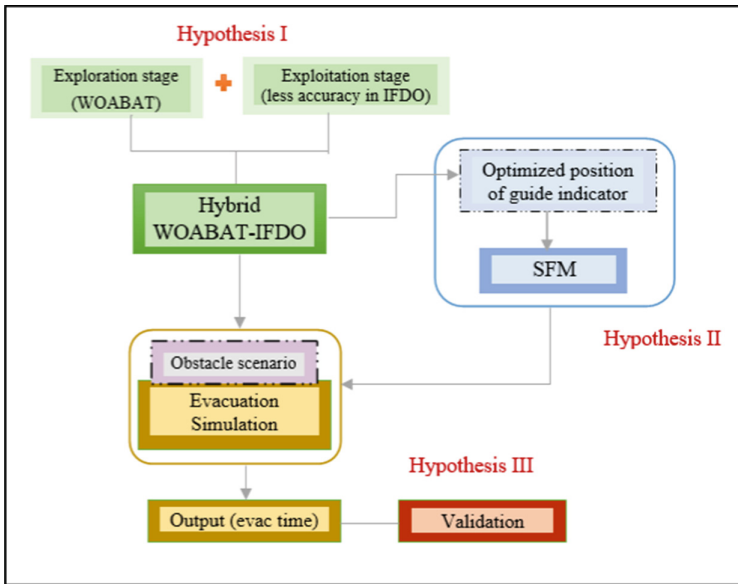 Hypothesis I
Exploration stage
(WOABAT)
Exploitation stage
(less accuracy in IFDO)
Hybrid
WOABAT-IFDO
Optimized position
of guide indicator
SFM
Hypothesis II
Obstacle scenario
Evacuation
Simulation
Hypothesis III
Output (evac time)
Validation